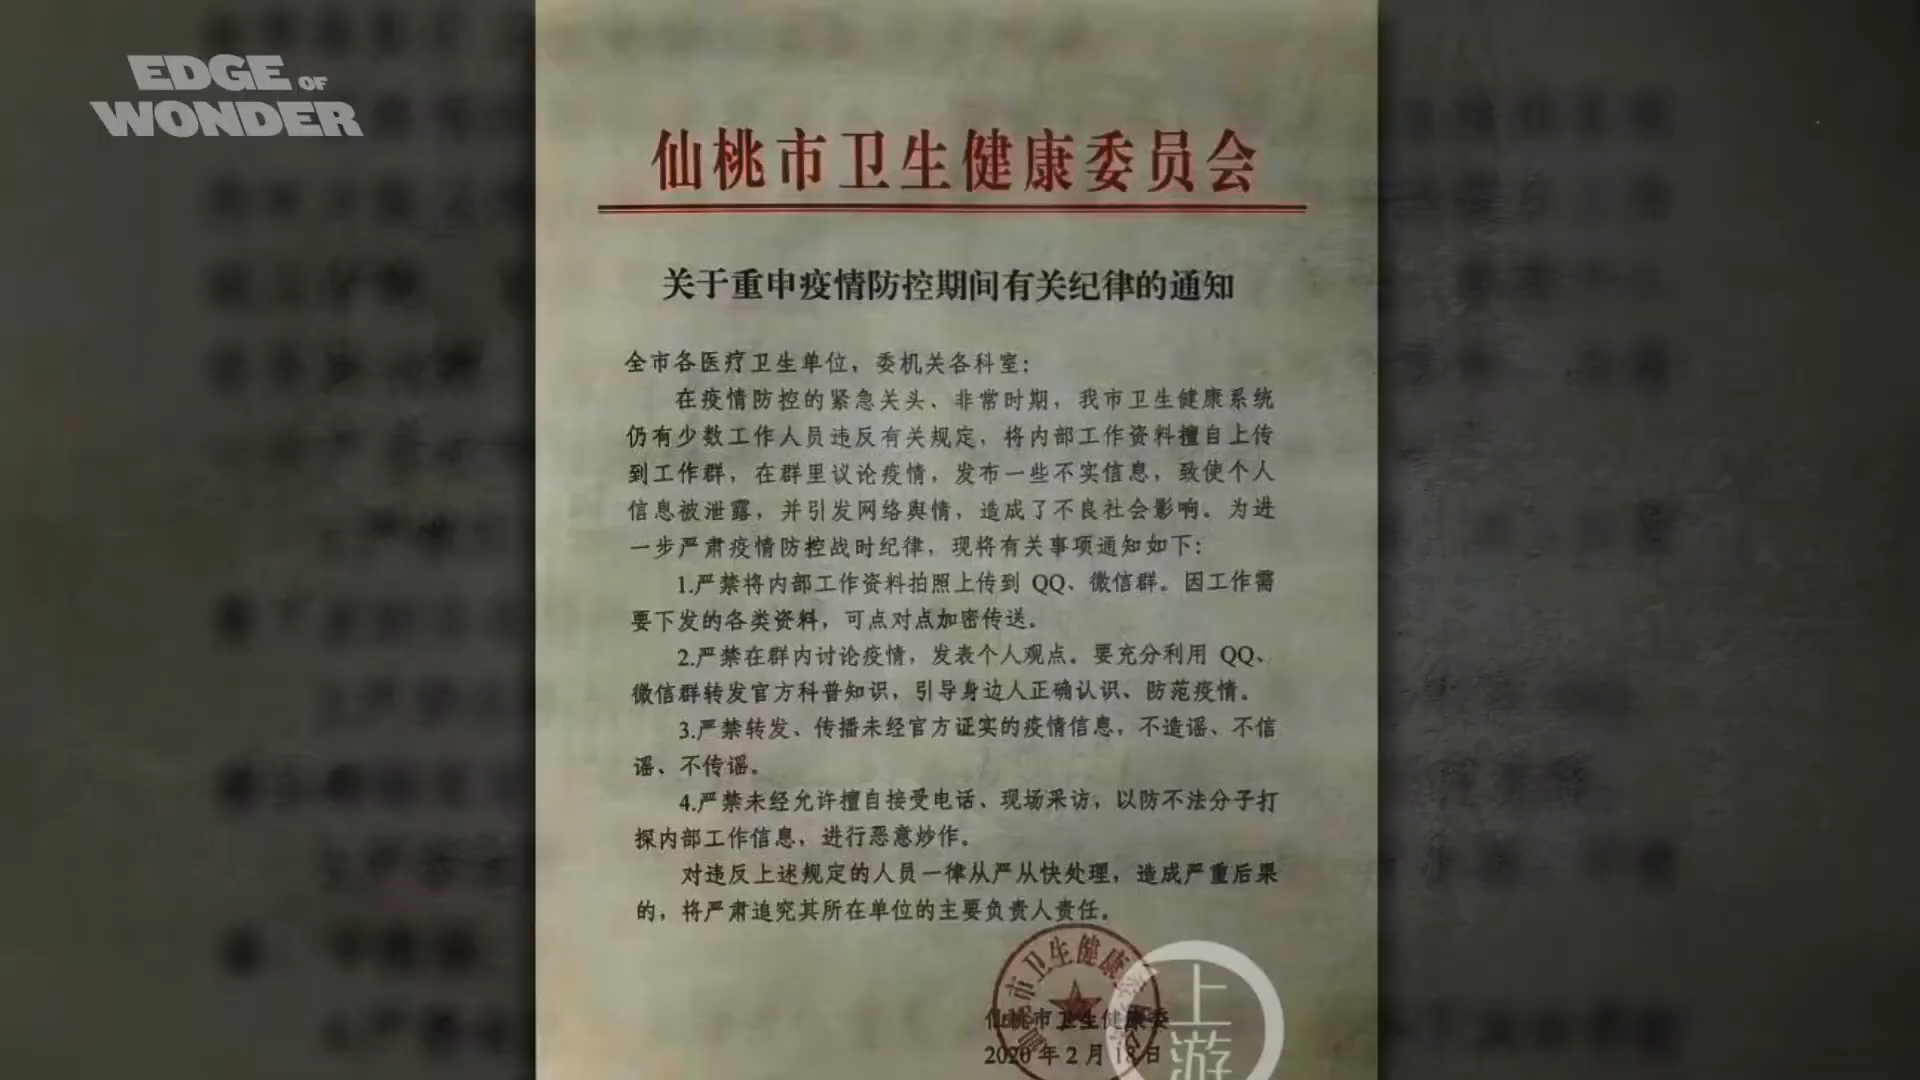 EDGE OF
WONDER
仙桃市卫生健康委员会
关于重申疫情防控期间有关纪律的通知
全市各医疗卫生单位，委机关各科室：
在疫情防控的紧急关头、非常时期，我市卫生健康系统
仍有少数工作人员违反有关规定，将内部工作资料擅自上传
到工作群，在群里议论疫情，发布一些不实信息，致使个人
信息被泄露，并引发网络舆情，造成了不良社会影响。为进
一步严肃疫情防控战时纪律，现将有关事项通知如下：
1.严禁将内部工作资料拍照上传到 QQ、微信群。因工作需
要下发的各类资料，可点对点加密传送。
2.严禁在群内讨论疫情，发表个人观点。要充分利用 QQ、
微信群转发官方科普知识，引导身边人正确认识、防范疫情。
3.严禁转发、传播未经官方证实的疫情信息，不造谣、不信
谣、不传谣。
4.严禁未经允许擅自接受电话、现场采访，以防不法分子打
探内部工作信息，进行恶意炒作。
对违反上述规定的人员一律从严从快处理，造成严重后果
的，将严肃追究其所在单位的主要负责人责任。
市卫生健康
仙桃市卫生健康委
2020 年 2 月 18 日
上
游